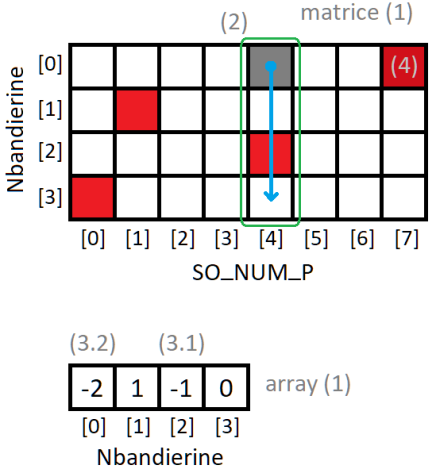 (2)
matrice (1)
Nbandierine
[0]
(4)
[1]
[2]
[3]
[0] [1] [2] [3] [4] [5] [6] [7]
SO_NUM_P
(3.2) (3.1)
-2 1 -1 0 array (1)
[0] [1] [2] [3]
Nbandierine